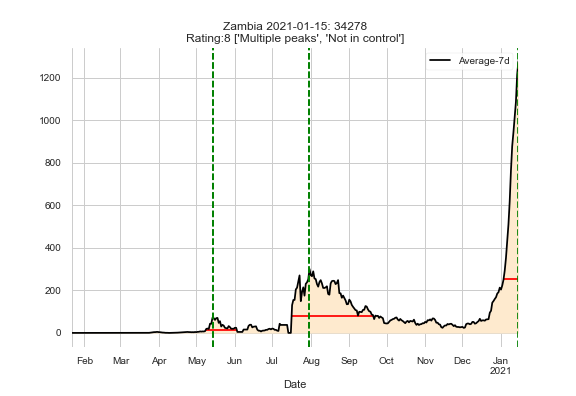 Zambia 2021-01-15: 34278
Rating:8 ['Multiple peaks', 'Not in control']
Average-7d
1200
1000
800
600
400
200
0
Feb Mar Apr May Jun Jul Aug Sep Oct Nov Dec Jan
2021
Date